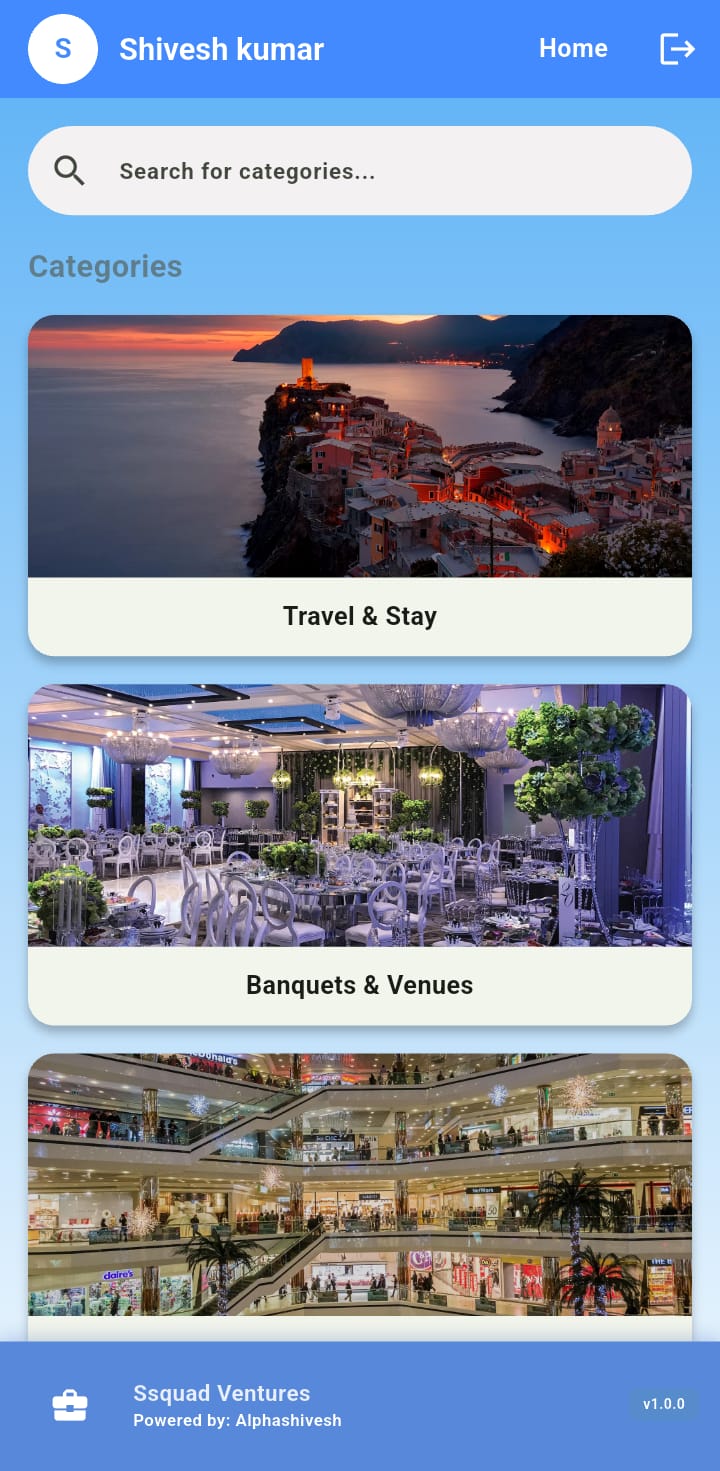 S
Shivesh kumar
Home
Search for categories...
Categories
Travel & Stay
Banquets & Venues
claire's
Ssquad Ventures
Powered by: Alphashivesh
v1.0.0